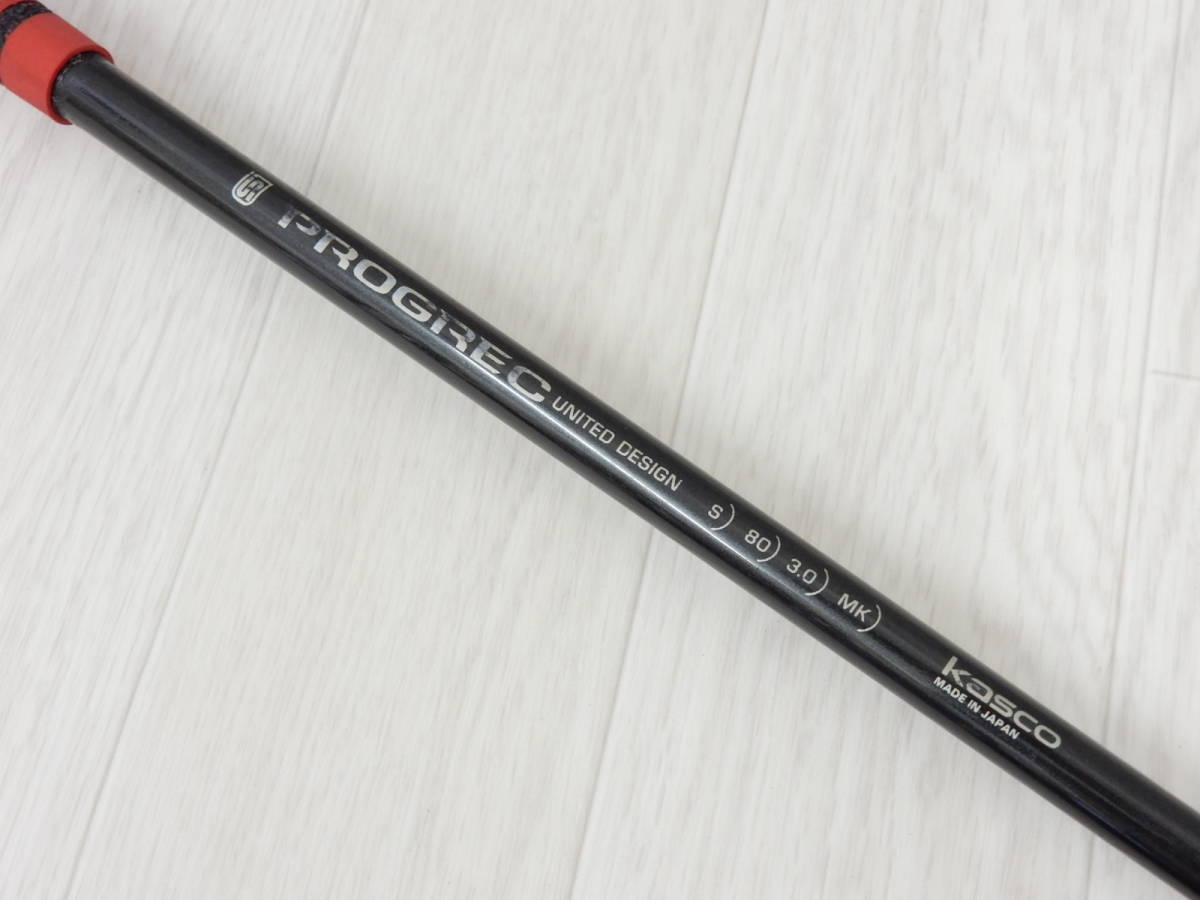 PROGREC UNITED DESIGN S) 80) 3.0) MK)
kasco
MADE IN JAPAN